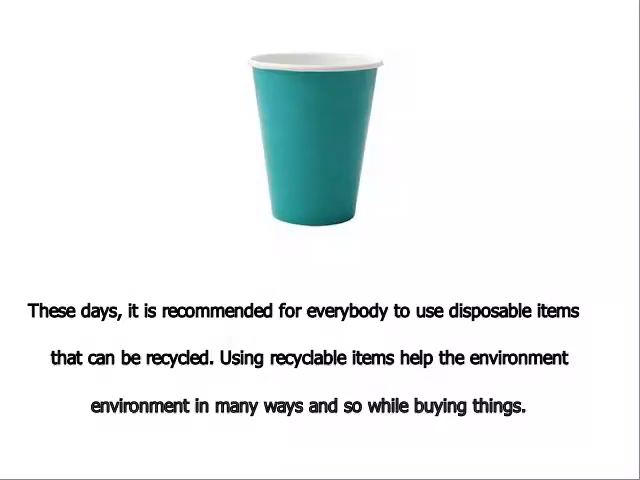 These days, it is recommended for everybody to use disposable items
that can be recycled. Using recyclable items help the environment
environment in many ways and so while buying things.